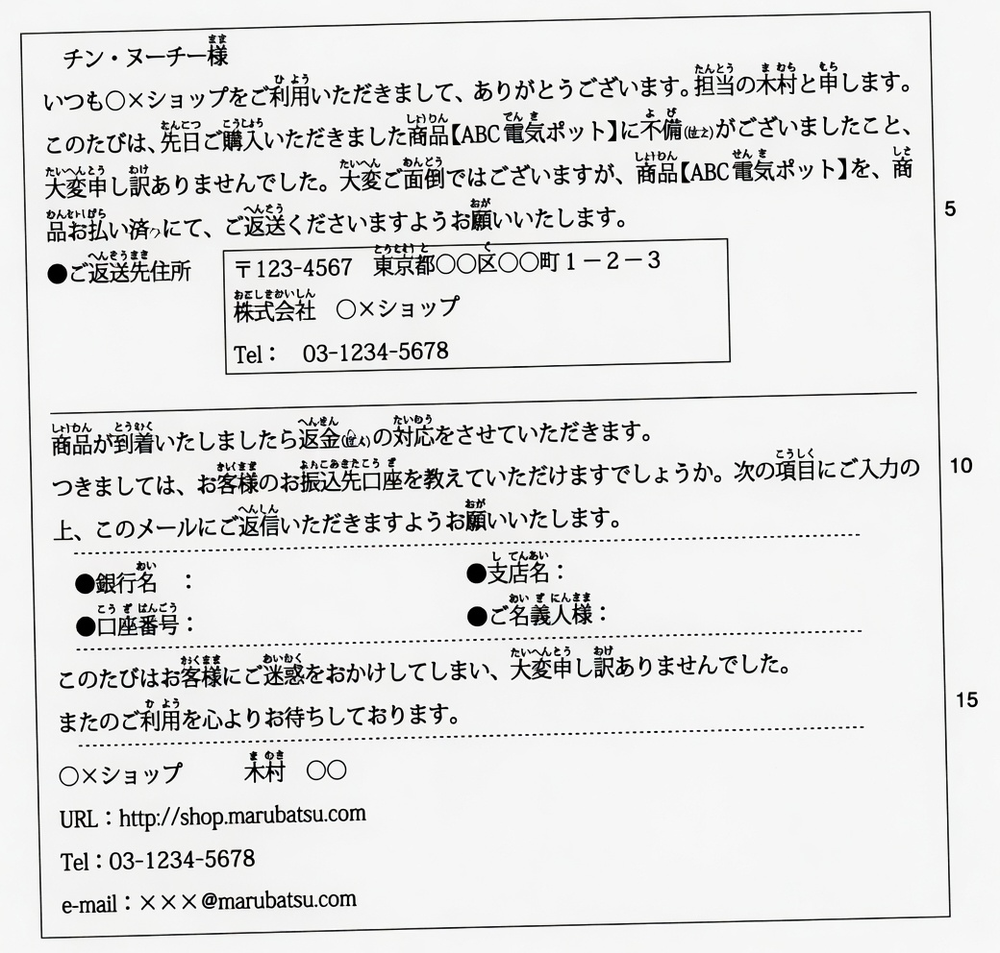 チン・ヌーチー様
いつも○×ショップをご利用いただきまして、ありがとうございます。担当の木村と申します。
このたびは、先日ご購入いただきました商品【ABC電気ポット】に不備がございましたこと、
大変申し訳ありませんでした。大変ご面倒ではございますが、商品【ABC電気ポット】を、商
品お払い済にて、ご返送くださいますようお願いいたします。
5
●ご返送先住所
〒123-4567 東京都○○区○○町1－2－3
株式会社 ○×ショップ
Tel： 03-1234-5678
商品が到着いたしましたら返金の対応をさせていただきます。
つきましては、お客様のお振込先口座を教えていただけますでしょうか。次の項目にご入力の
10
上、このメールにご返信いただきますようお願いいたします。
●銀行名 ：
●支店名：
●口座番号：
●ご名義人様：
このたびはお客様にご迷惑をおかけしてしまい、大変申し訳ありませんでした。
またのご利用を心よりお待ちしております。
15
○×ショップ 木村 ○○
URL：http://shop.marubatsu.com
Tel：03-1234-5678
e-mail：×××@marubatsu.com